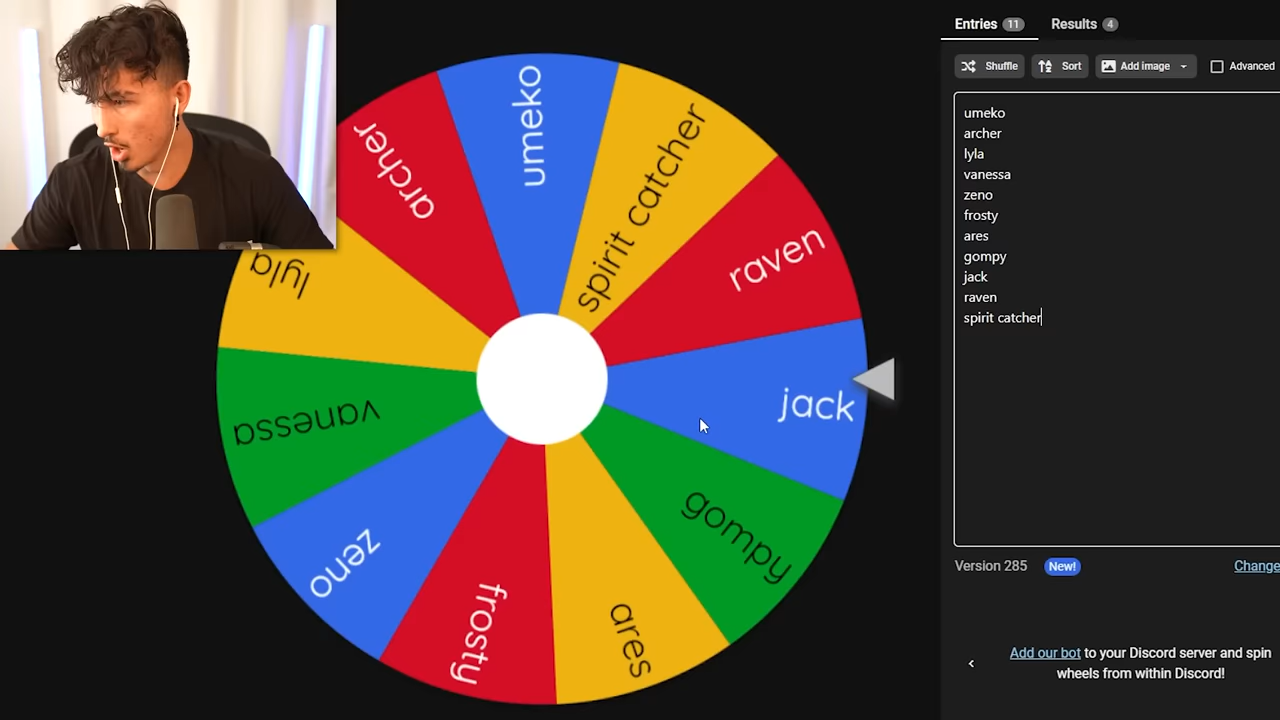 umeko
spirit catcher
raven
jack
gompy
ares
frosty
zeno
vanessa
lyla
archer
Entries 11 Results 4
Shuffle Sort Add image Advanced
umeko
archer
lyla
vanessa
zeno
frosty
ares
gompy
jack
raven
spirit catcher
Version 285 New! Change
Add our bot to your Discord server and spin
wheels from within Discord!